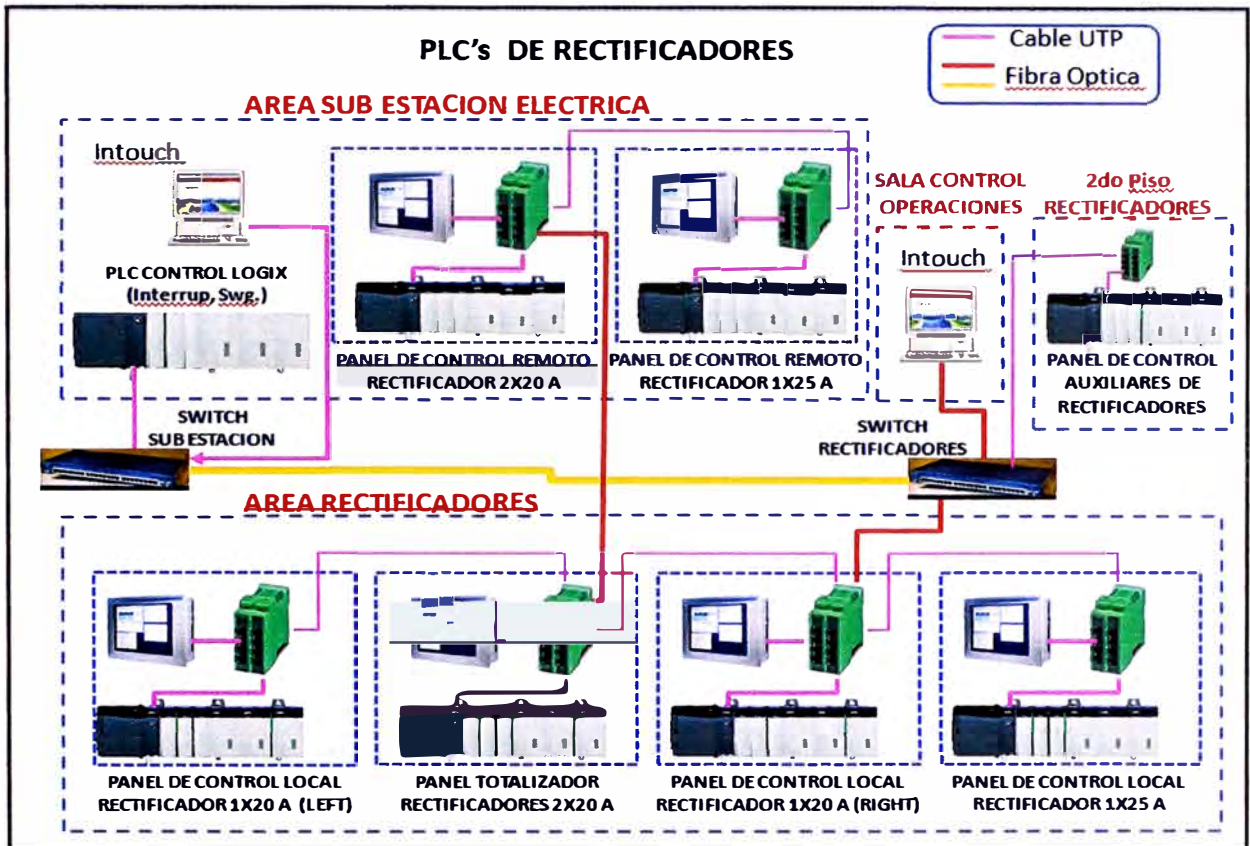 PLC's DE RECTIFICADORES
Cable UTP
Fibra Optica
AREA SUB ESTACION ELECTRICA
Intouch
PLC CONTROL LOGIX
(Interrup, Swg.)
PANEL DE CONTROL REMOTO
RECTIFICADOR 2X20 A
PANEL DE CONTROL REMOTO
RECTIFICADOR 1X25 A
SALA CONTROL
OPERACIONES
Intouch
2do Piso
RECTIFICADORES
PANEL DE CONTROL
AUXILIARES DE
RECTIFICADORES
SWITCH
SUB ESTACION
SWITCH
RECTIFICADORES
AREA RECTIFICADORES
PANEL DE CONTROL LOCAL
RECTIFICADOR 1X20 A (LEFT)
PANEL TOTALIZADOR
RECTIFICADORES 2X20 A
PANEL DE CONTROL LOCAL
RECTIFICADOR 1X20 A (RIGHT)
PANEL DE CONTROL LOCAL
RECTIFICADOR 1X25 A